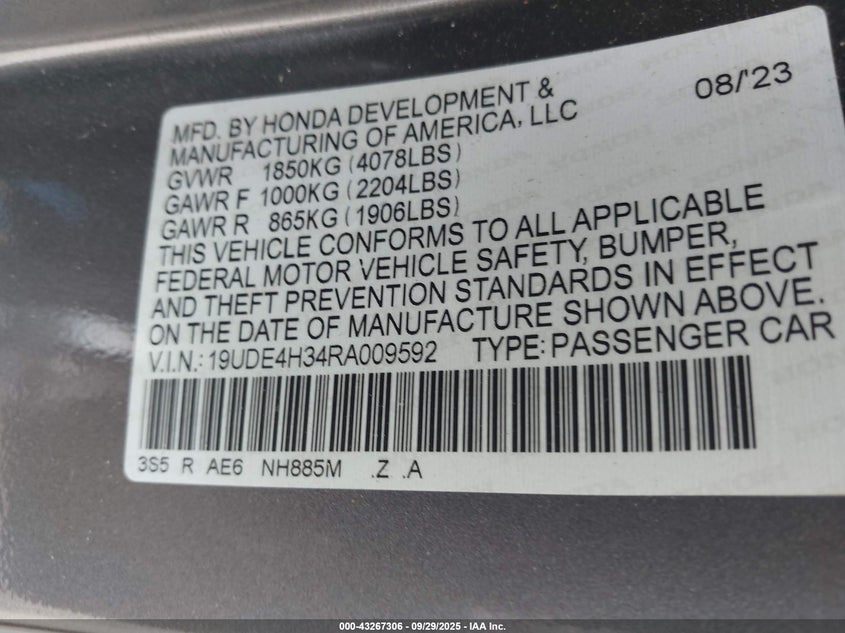 08/'23
MFD. BY HONDA DEVELOPMENT &
MANUFACTURING OF AMERICA, LLC
GVWR 1850KG (4078LBS)
GAWR F 1000KG (2204LBS)
GAWR R 865KG (1906LBS)
THIS VEHICLE CONFORMS TO ALL APPLICABLE
FEDERAL MOTOR VEHICLE SAFETY, BUMPER,
AND THEFT PREVENTION STANDARDS IN EFFECT
ON THE DATE OF MANUFACTURE SHOWN ABOVE.
V.I.N.: 19UDE4H34RA009592 TYPE: PASSENGER CAR
3S5 R AE6 NH885M .Z .A
000-43267306 | 09/29/2025 | IAA Inc.